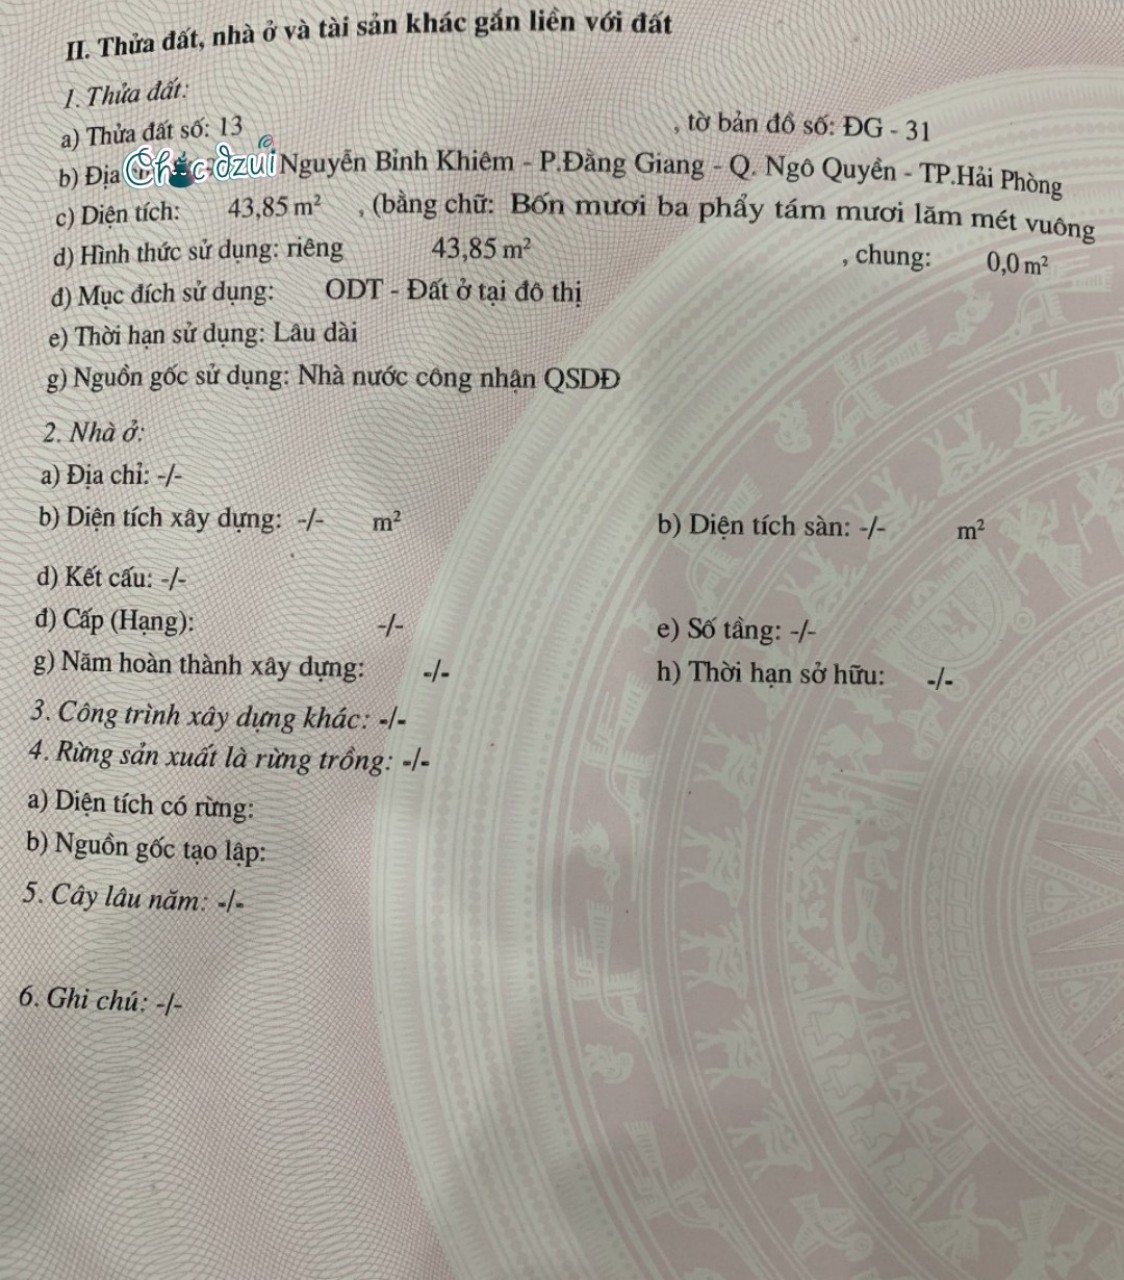 II. Thửa đất, nhà ở và tài sản khác gắn liền với đất
1. Thửa đất:
a) Thửa đất số: 13 , tờ bản đồ số: ĐG - 31
b) Địa Nguyễn Bỉnh Khiêm - P.Đằng Giang - Q. Ngô Quyền - TP.Hải Phòng
c) Diện tích: 43,85 m² , (bằng chữ: Bốn mươi ba phẩy tám mươi lăm mét vuông
d) Hình thức sử dụng: riêng 43,85 m² , chung: 0,0 m²
đ) Mục đích sử dụng: ODT - Đất ở tại đô thị
e) Thời hạn sử dụng: Lâu dài
g) Nguồn gốc sử dụng: Nhà nước công nhận QSDĐ
2. Nhà ở:
a) Địa chỉ: -/-
b) Diện tích xây dựng: -/- m² b) Diện tích sàn: -/- m²
d) Kết cấu: -/-
đ) Cấp (Hạng): -/- e) Số tầng: -/-
g) Năm hoàn thành xây dựng: -/- h) Thời hạn sở hữu: -/-
3. Công trình xây dựng khác: -/-
4. Rừng sản xuất là rừng trồng: -/-
a) Diện tích có rừng:
b) Nguồn gốc tạo lập:
5. Cây lâu năm: -/-
6. Ghi chú: -/-